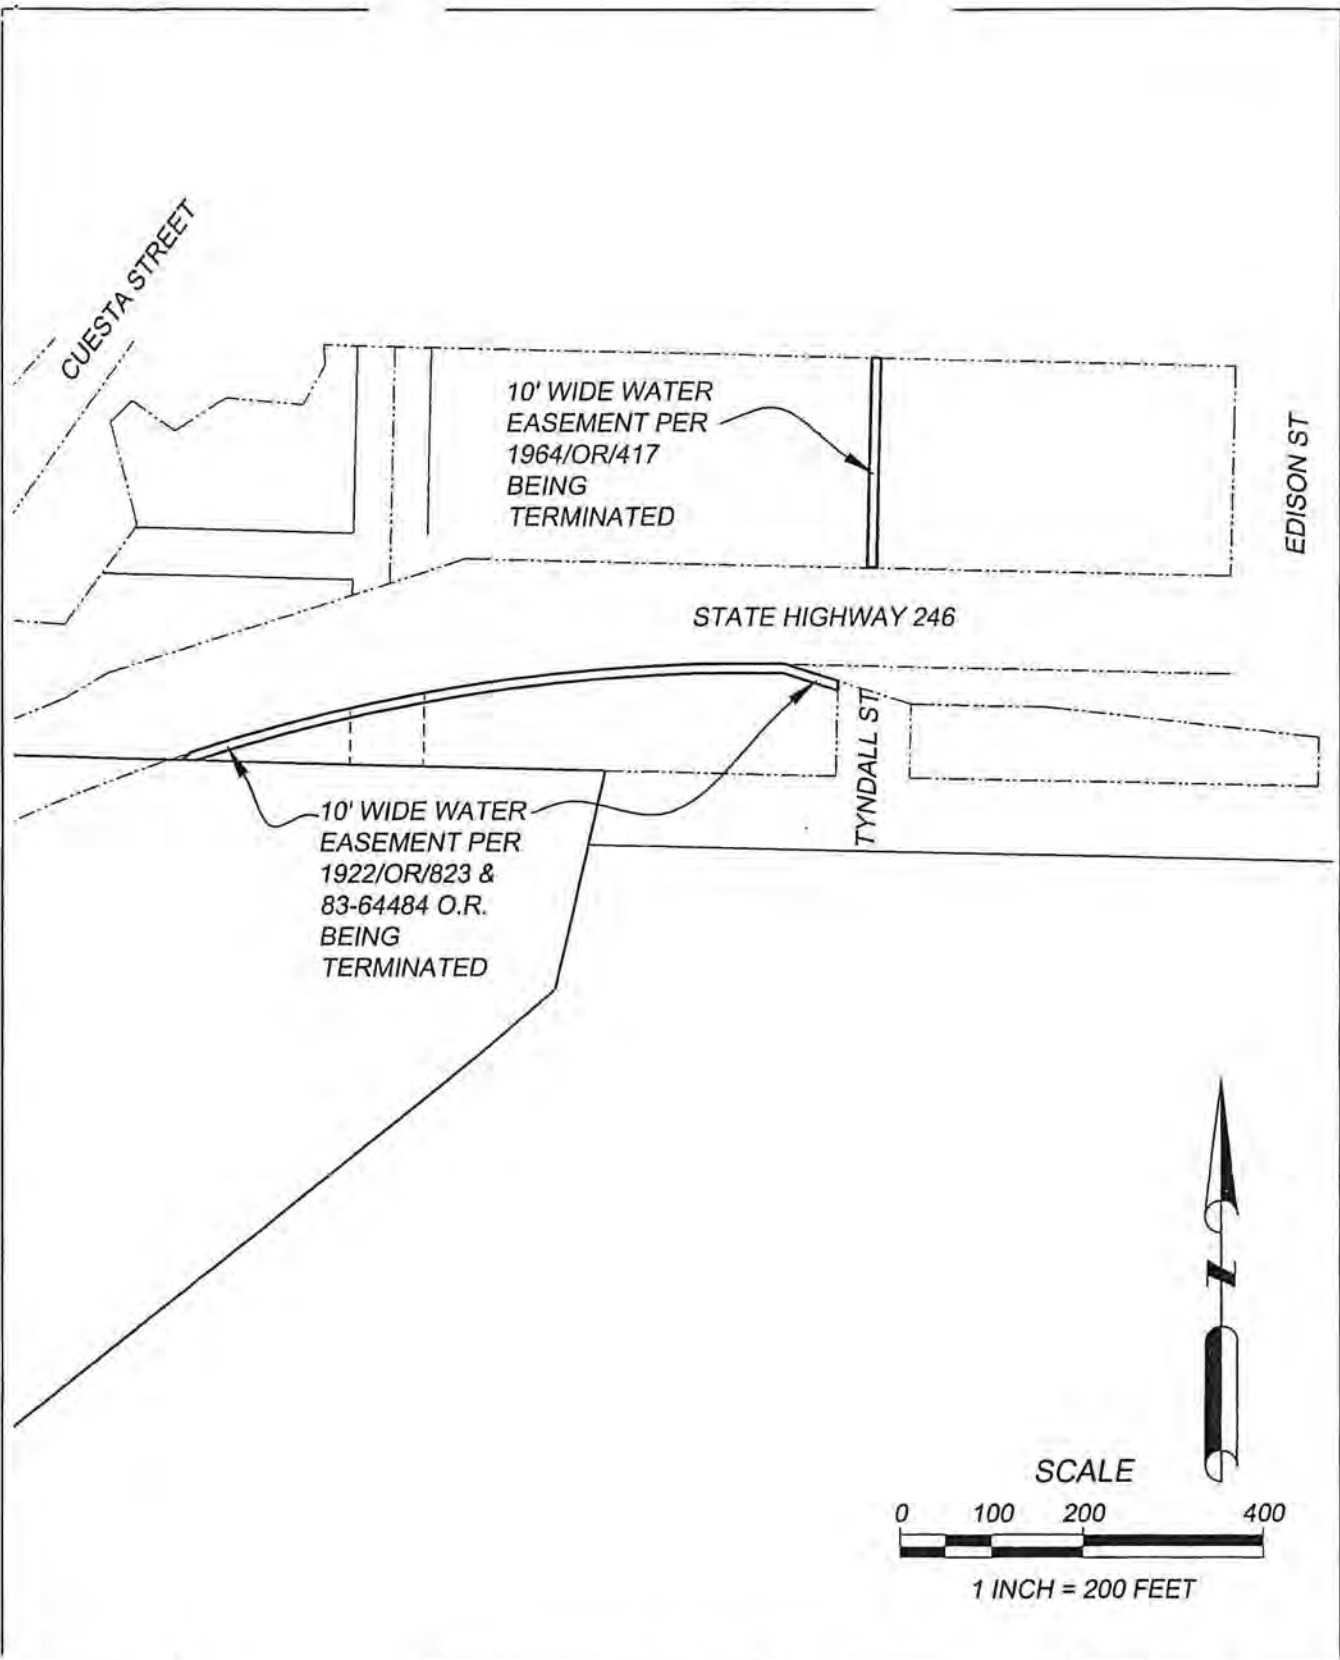 CUESTA STREET
10' WIDE WATER
EASEMENT PER
1964/OR/417
BEING
TERMINATED
EDISON ST
STATE HIGHWAY 246
TYNDALL ST
10' WIDE WATER
EASEMENT PER
1922/OR/823 &
83-64484 O.R.
BEING
TERMINATED
N
SCALE
0 100 200 400
1 INCH = 200 FEET